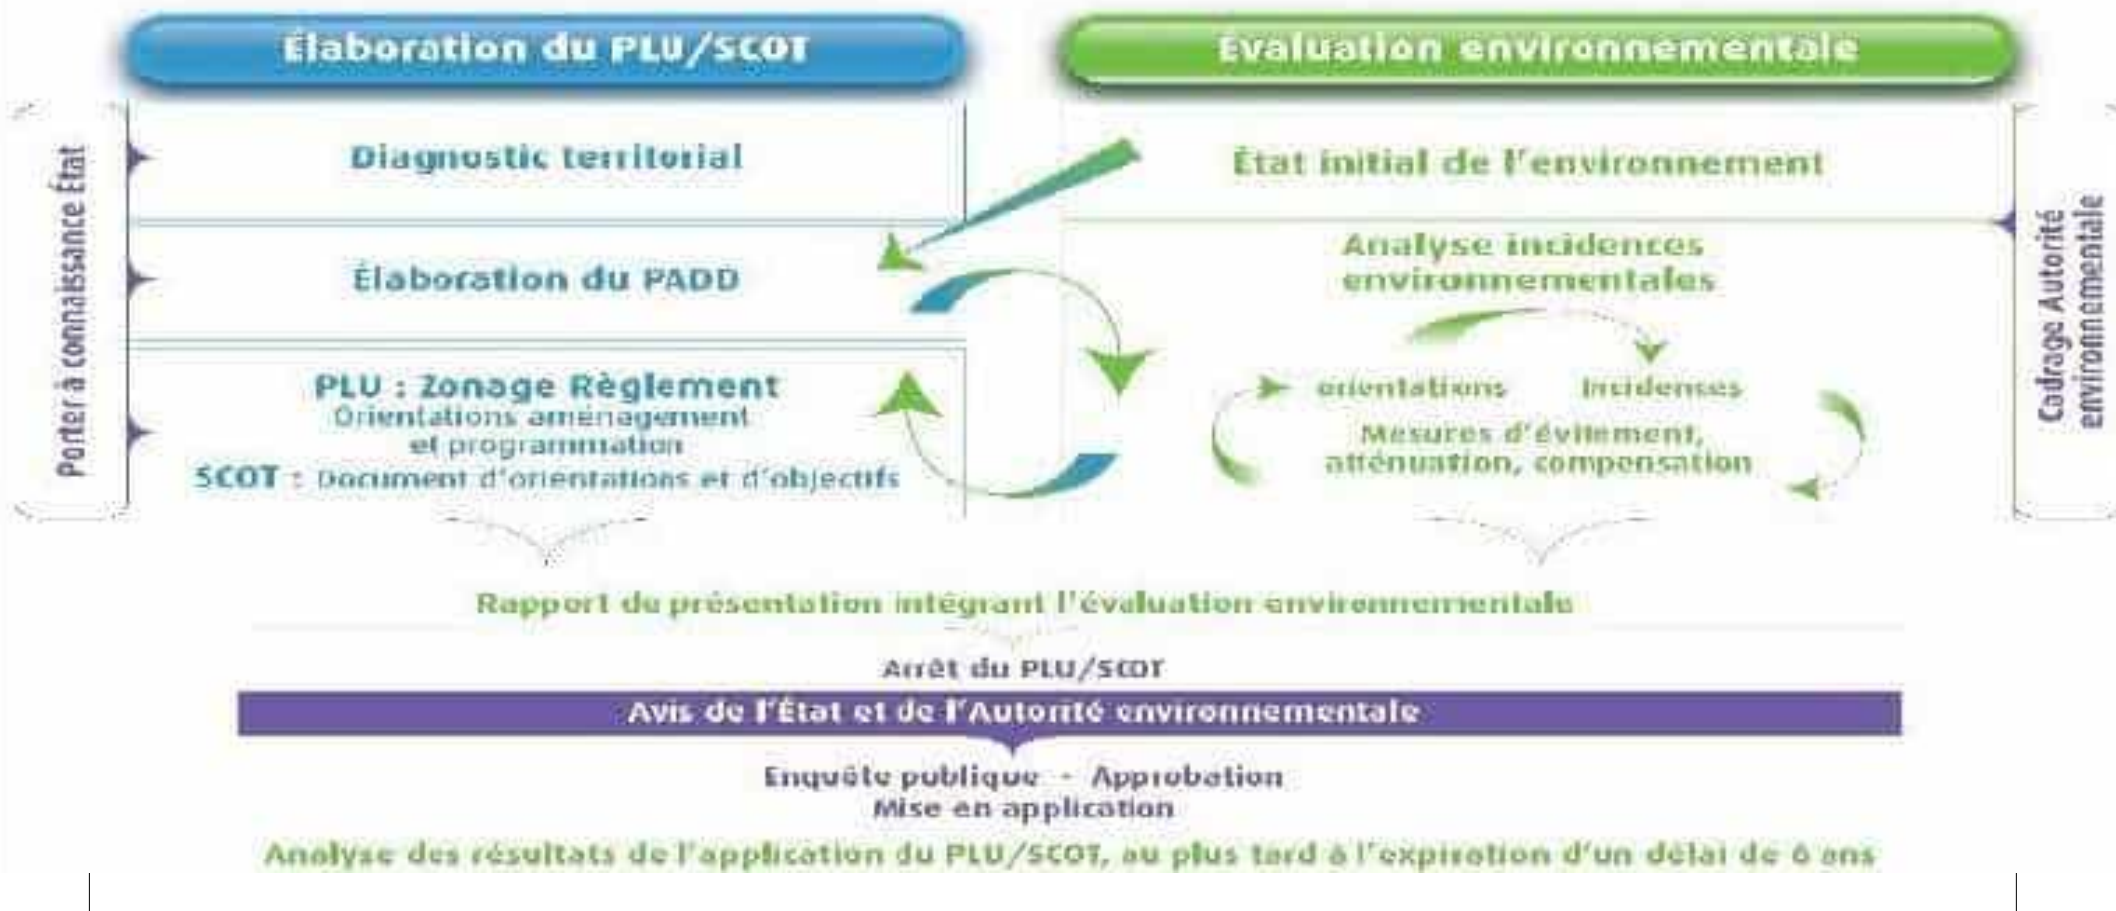 Élaboration du PLU/SCOT
Évaluation environnementale
Porter à connaissance État
Diagnostic territorial
Élaboration du PADD
PLU : Zonage Règlement
Orientations aménagement
et programmation
SCOT : Document d'orientations et d'objectifs
État initial de l'environnement
Analyse incidences
environnementales
orientations
Incidenses
Mesures d'évitement,
atténuation, compensation
Cadrage Autorité
environnementale
Rapport de présentation intégrant l'évaluation environnementale
Arrêt du PLU/SCOT
Avis de l'État et de l'Autorité environnementale
Enquête publique - Approbation
Mise en application
Analyse des résultats de l'application du PLU/SCOT, au plus tard à l'expiration d'un délai de 6 ans